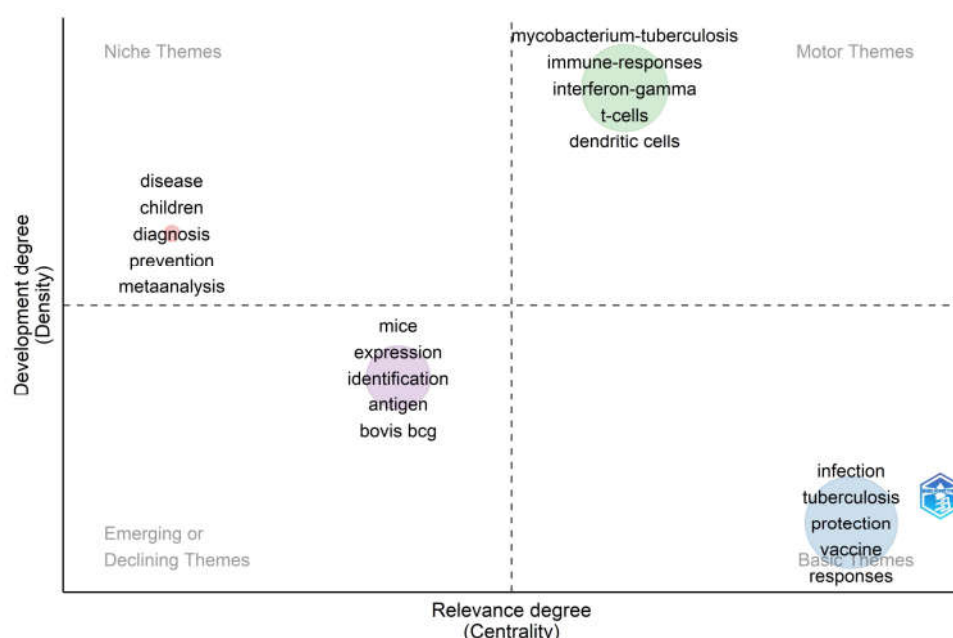 Niche Themes
Motor Themes
mycobacterium-tuberculosis
immune-responses
interferon-gamma
t-cells
dendritic cells
disease
children
diagnosis
prevention
metaanalysis
mice
expression
identification
antigen
bovis bcg
infection
tuberculosis
protection
vaccine
responses
Emerging or
Declining Themes
Basic Themes
Development degree
(Density)
Relevance degree
(Centrality)